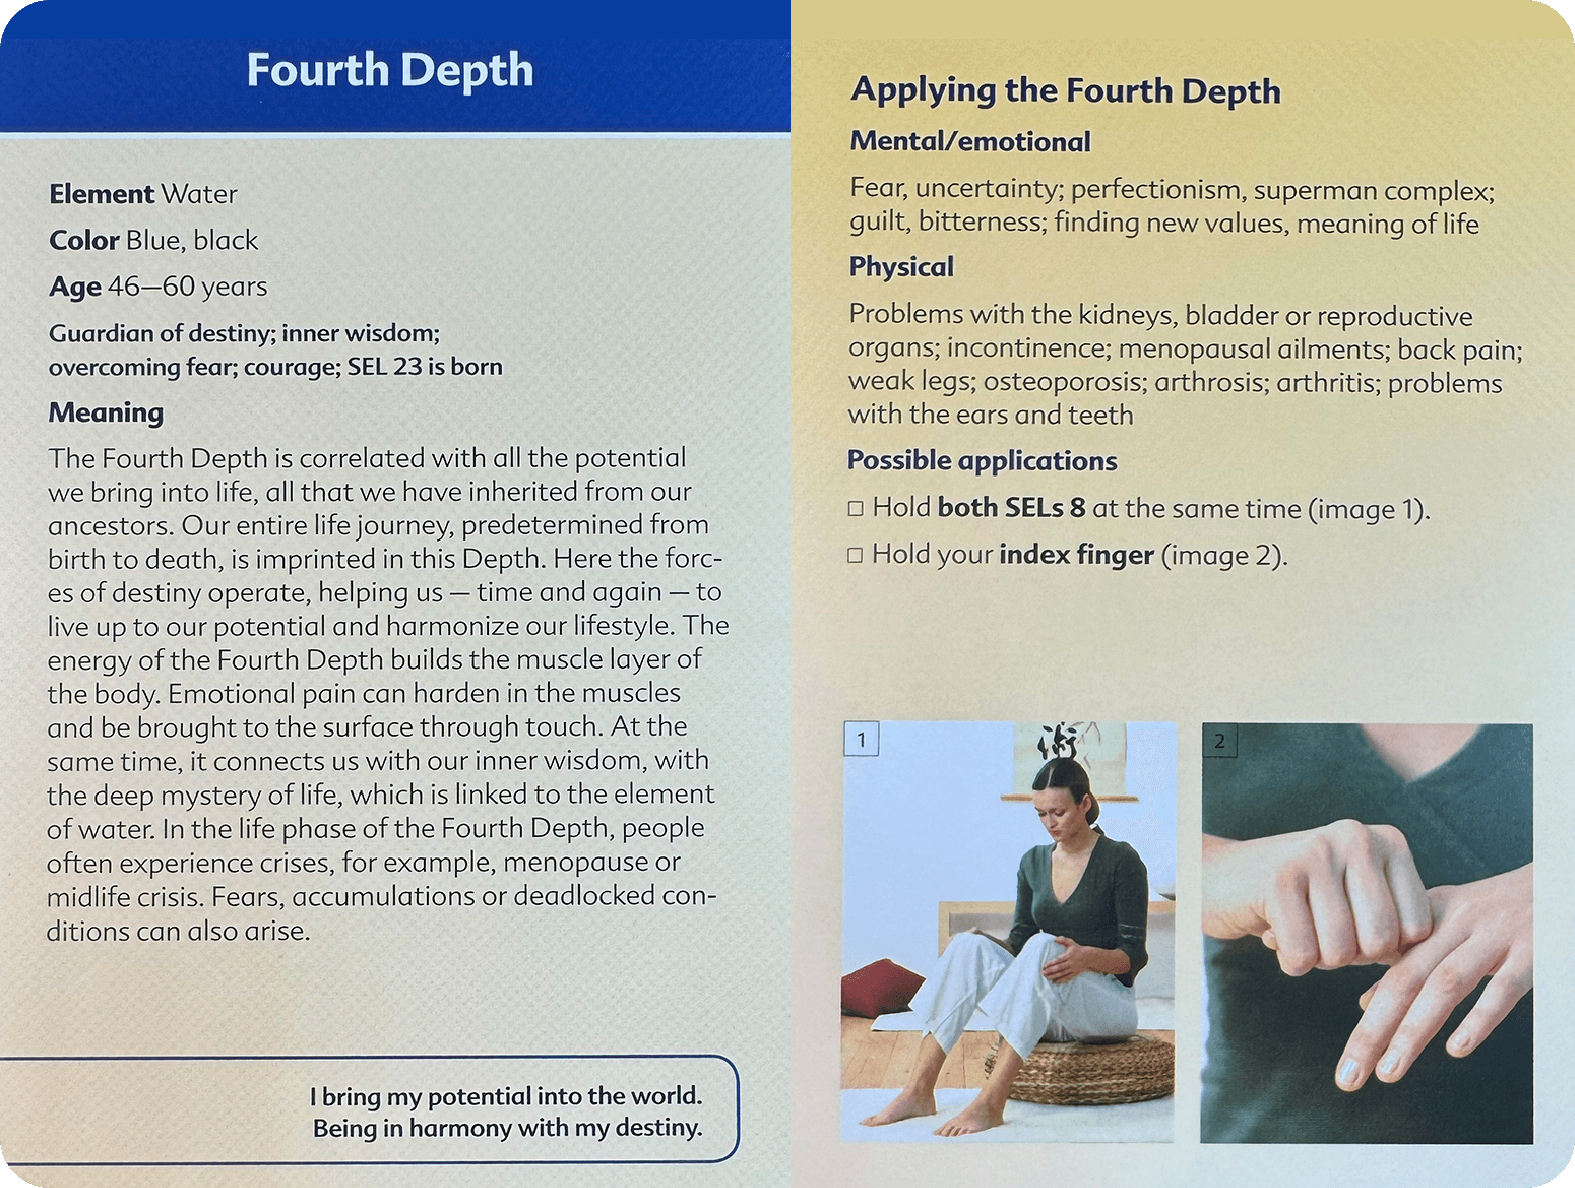 Fourth Depth
Element Water
Color Blue, black
Age 46—60 years
Guardian of destiny; inner wisdom;
overcoming fear; courage; SEL 23 is born
Meaning
The Fourth Depth is correlated with all the potential
we bring into life, all that we have inherited from our
ancestors. Our entire life journey, predetermined from
birth to death, is imprinted in this Depth. Here the forc-
es of destiny operate, helping us — time and again — to
live up to our potential and harmonize our lifestyle. The
energy of the Fourth Depth builds the muscle layer of
the body. Emotional pain can harden in the muscles
and be brought to the surface through touch. At the
same time, it connects us with our inner wisdom, with
the deep mystery of life, which is linked to the element
of water. In the life phase of the Fourth Depth, people
often experience crises, for example, menopause or
midlife crisis. Fears, accumulations or deadlocked con-
ditions can also arise.
I bring my potential into the world.
Being in harmony with my destiny.
Applying the Fourth Depth
Mental/emotional
Fear, uncertainty; perfectionism, superman complex;
guilt, bitterness; finding new values, meaning of life
Physical
Problems with the kidneys, bladder or reproductive
organs; incontinence; menopausal ailments; back pain;
weak legs; osteoporosis; arthrosis; arthritis; problems
with the ears and teeth
Possible applications
□ Hold both SELs 8 at the same time (image 1).
□ Hold your index finger (image 2).
1
2